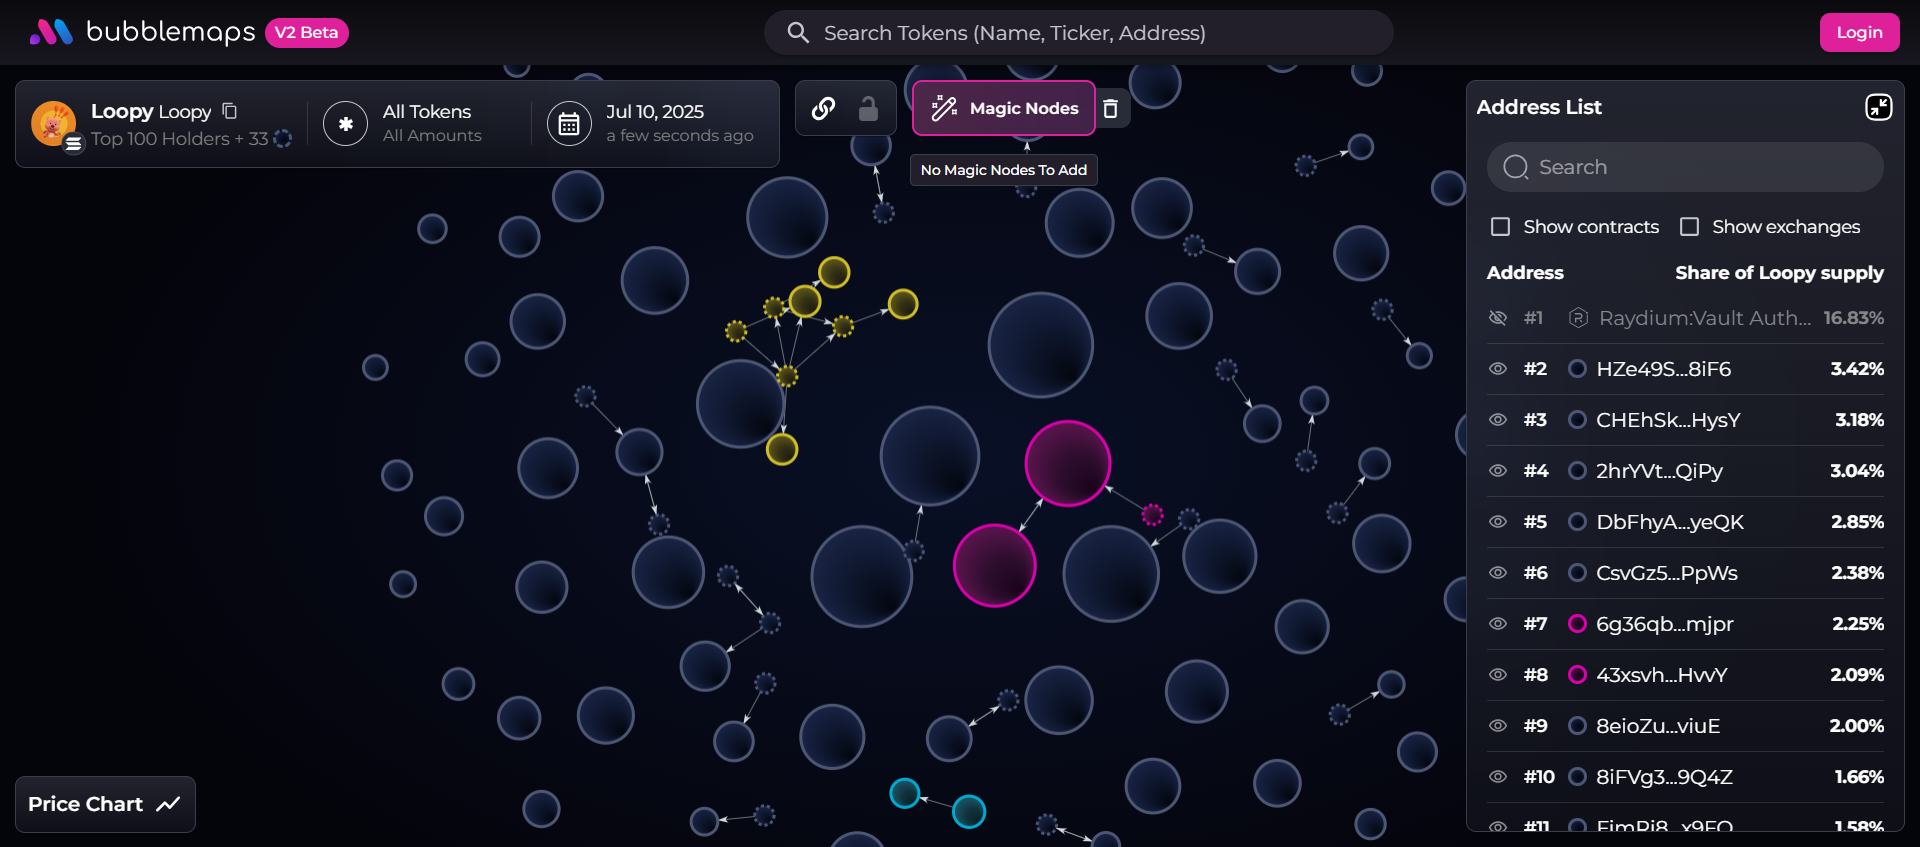 bubblemaps V2 Beta
Search Tokens (Name, Ticker, Address)
Login
Loopy Loopy
Top 100 Holders + 33
All Tokens
All Amounts
Jul 10, 2025
a few seconds ago
Magic Nodes
No Magic Nodes To Add
Address List
Search
Show contracts Show exchanges
Address Share of Loopy supply
#1 Raydium:Vault Auth... 16.83%
#2 HZe49S...8iF6 3.42%
#3 CHEhSk...HysY 3.18%
#4 2hrYVt...QiPy 3.04%
#5 DbFhyA...yeQK 2.85%
#6 CsvGz5...PpWs 2.38%
#7 6g36qb...mjpr 2.25%
#8 43xsvh...HvvY 2.09%
#9 8eioZu...viuE 2.00%
#10 8iFVg3...9Q4Z 1.66%
#11 1.58%
Price Chart